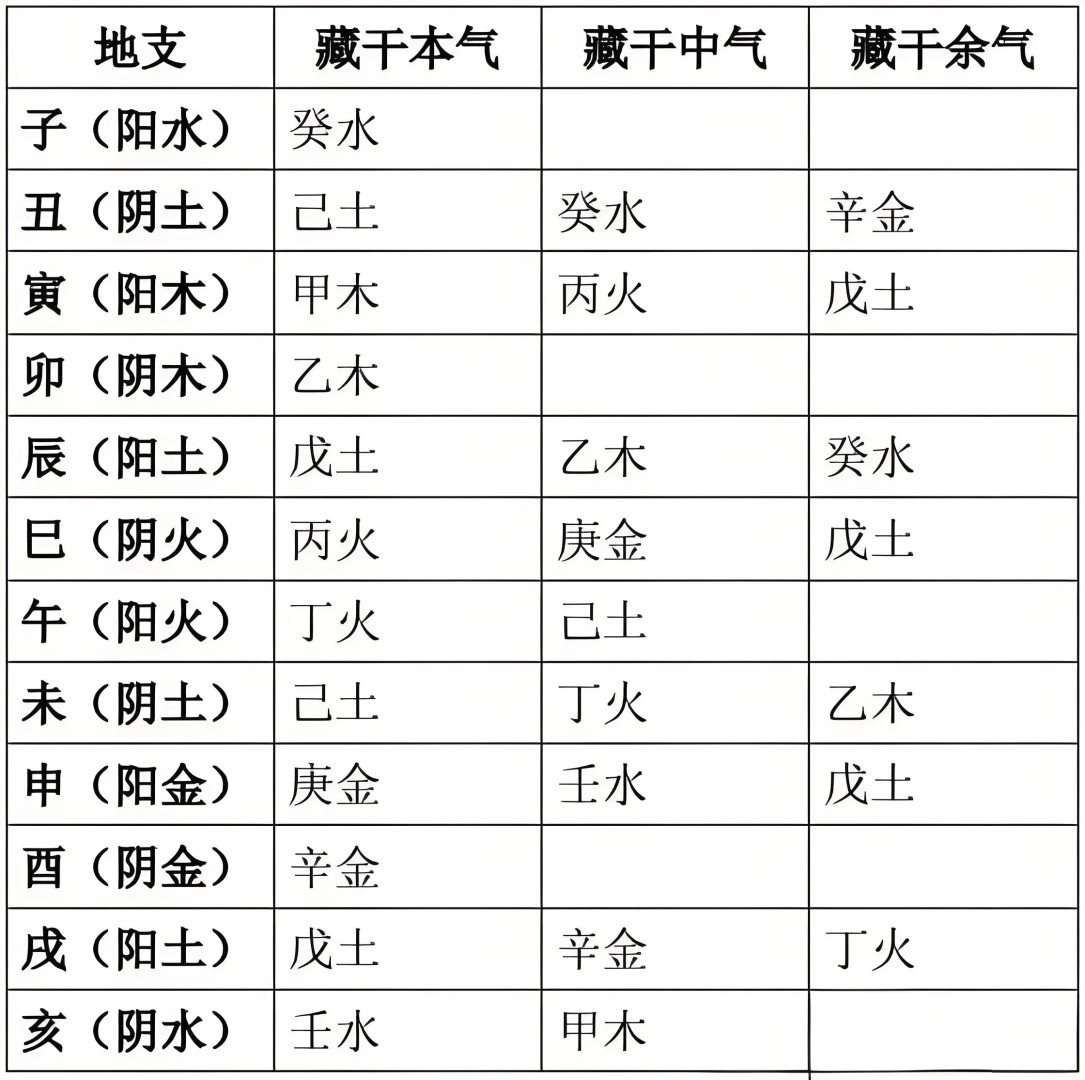 地支 藏干本气 藏干中气 藏干余气
子（阳水） 癸水
丑（阴土） 己土 癸水 辛金
寅（阳木） 甲木 丙火 戊土
卯（阴木） 乙木
辰（阳土） 戊土 乙木 癸水
巳（阴火） 丙火 庚金 戊土
午（阳火） 丁火 己土
未（阴土） 己土 丁火 乙木
申（阳金） 庚金 壬水 戊土
酉（阴金） 辛金
戌（阳土） 戊土 辛金 丁火
亥（阴水） 壬水 甲木